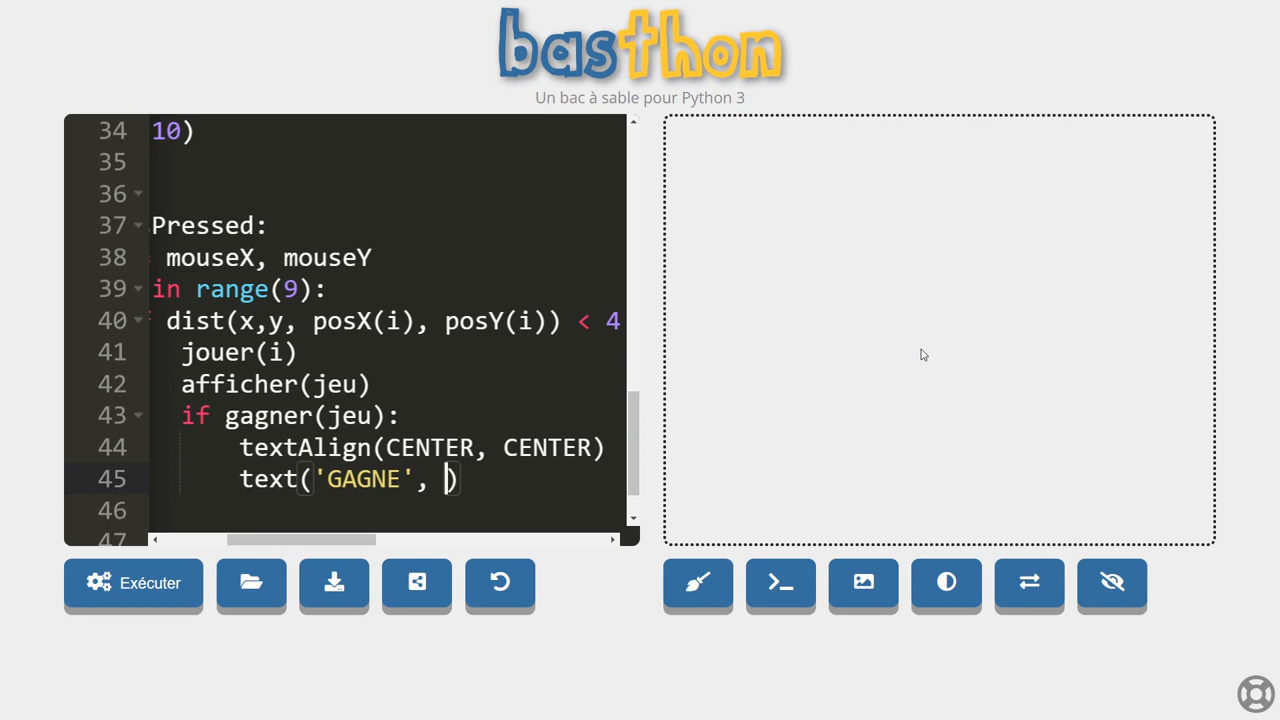 basthon
Un bac à sable pour Python 3
34 10)
35
36
37 Pressed:
38 mouseX, mouseY
39 in range(9):
40 dist(x,y, posX(i), posY(i)) < 4
41 jouer(i)
42 afficher(jeu)
43 if gagner(jeu):
44 textAlign(CENTER, CENTER)
45 text('GAGNE', )
46
47
Exécuter